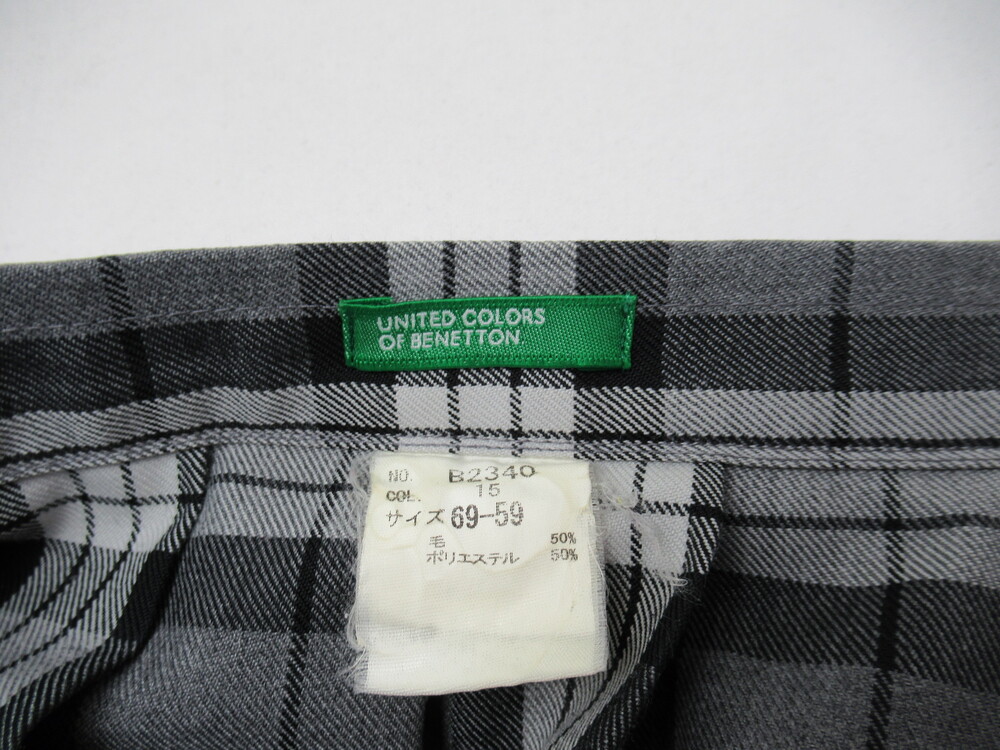 UNITED COLORS
OF BENETTON
NO. B2340
COL. 15
サイズ 69-59
毛 50%
ポリエステル 50%